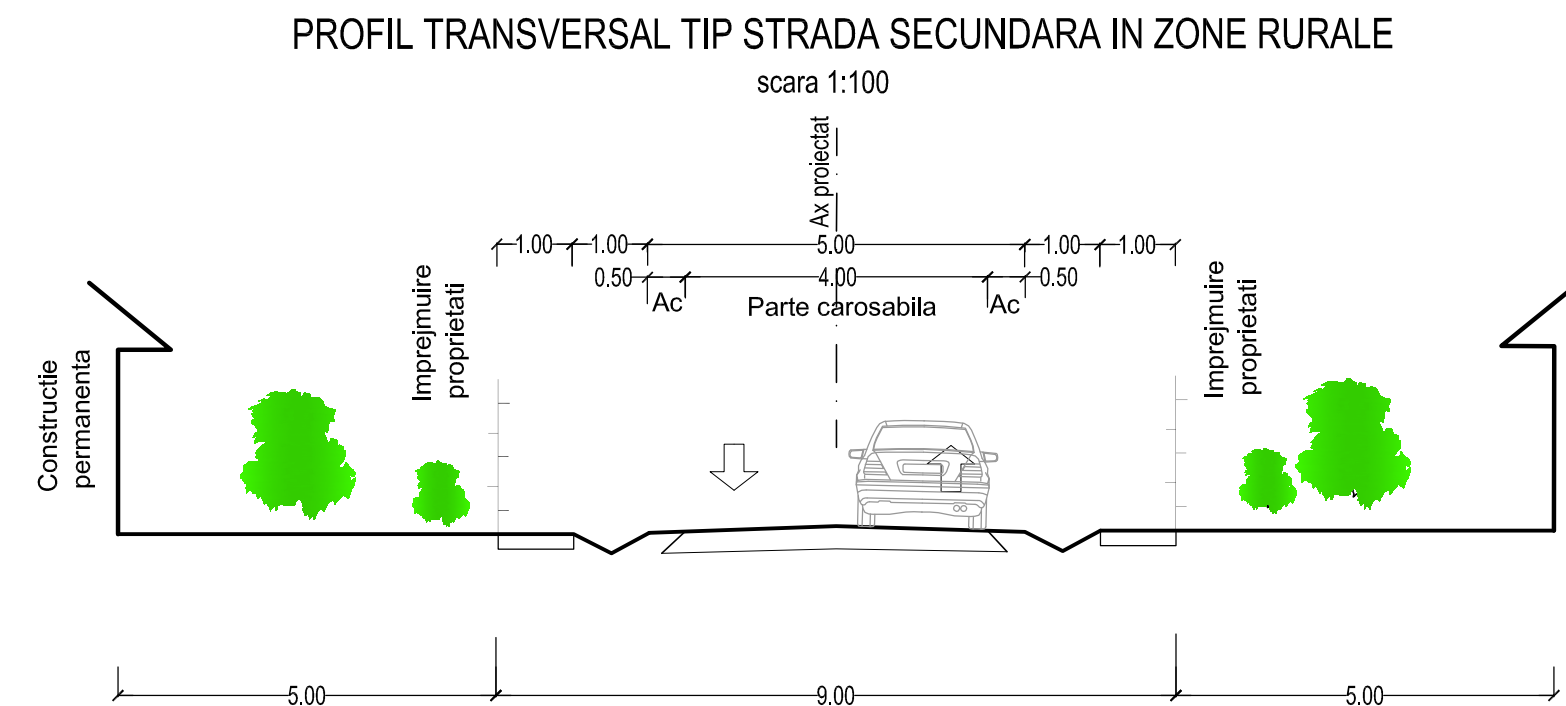 PROFIL TRANSVERSAL TIP STRADA SECUNDARA IN ZONE RURALE
scara 1:100
Ax proiectat
1.00 1.00 5.00 1.00 1.00
0.50 4.00 0.50
Ac Parte carosabila Ac
Imprejmuire
proprietati
Imprejmuire
proprietati
Constructie
permanenta
5.00 9.00 5.00